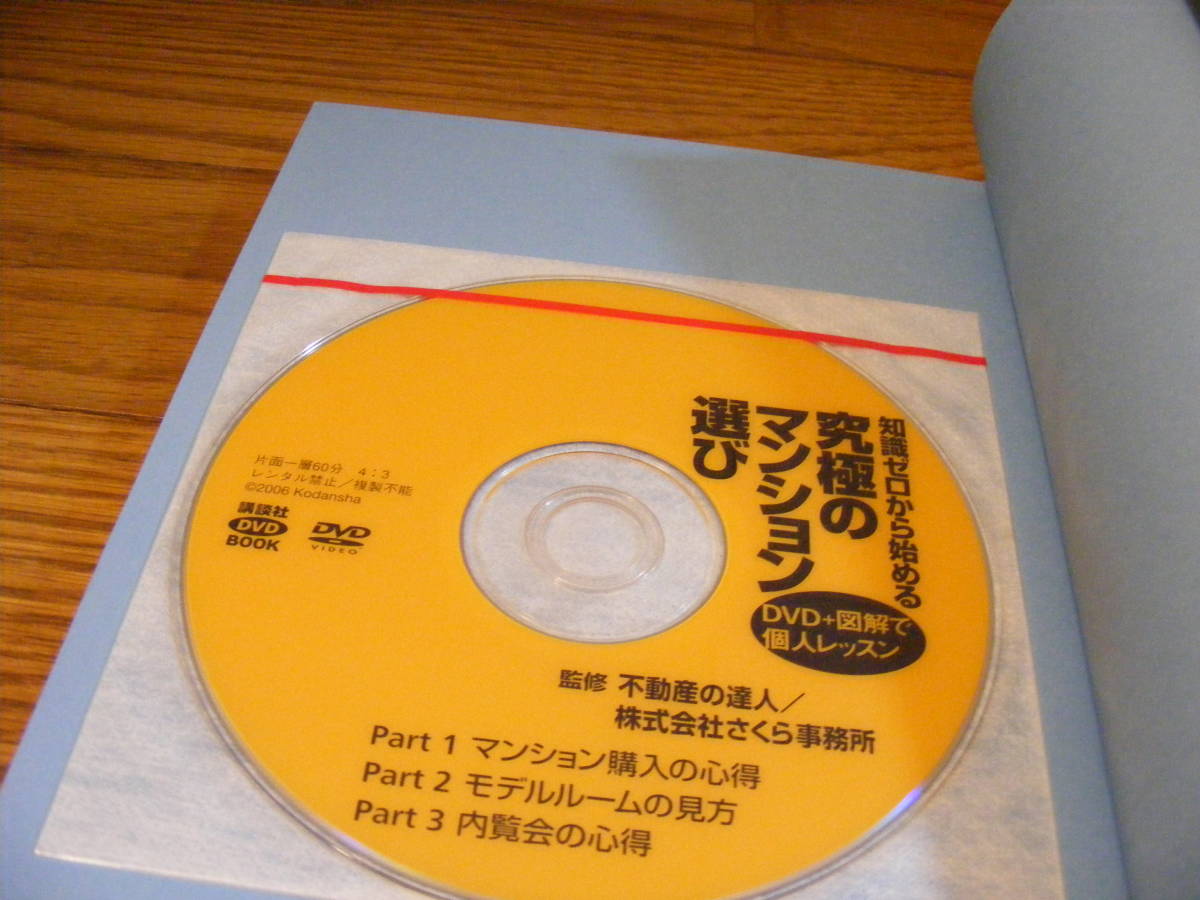 知識ゼロから始める
究極の
マンション
選び
DVD+図解で
個人レッスン
片面一層60分 4:3
レンタル禁止/複製不能
©2006 Kodansha
講談社
DVD
BOOK
DVD
VIDEO
監修 不動産の達人/
株式会社さくら事務所
Part 1 マンション購入の心得
Part 2 モデルルームの見方
Part 3 内覧会の心得